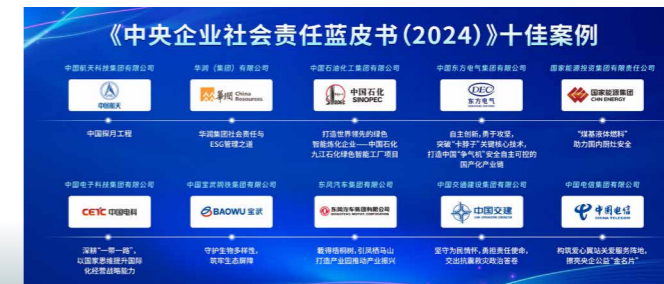 《中央企业社会责任蓝皮书(2024)》十佳案例
中国航天科技集团有限公司
华润(集团)有限公司
中国石油化工集团有限公司
中国东方电气集团有限公司
国家能源投资集团有限责任公司
中国航天
華潤 China Resources
中国石化 SINOPEC
DEC 东方电气
国家能源集团 CHN ENERGY
中国探月工程
华润集团社会责任与
ESG管理之道
打造世界领先的绿色
智能炼化企业——中国石化
九江石化绿色智能工厂项目
自主创新,勇于攻坚,
突破“卡脖子”关键核心技术,
打造中国“争气机”安全自主可控的
国产化产业链
“煤基液体燃料”
助力国内厨灶安全
中国电子科技集团有限公司
中国宝武钢铁集团有限公司
东风汽车集团有限公司
中国交通建设集团有限公司
中国电信集团有限公司
CETC 中国电科
BAOWU 宝武
东风汽车集团有限公司
DONGFENG MOTOR CORPORATION
中国交建
中国电信
CHINA TELECOM
深耕“一带一路”,
以国家思维提升国际
化经营战略能力
守护生物多样性,
筑牢生态屏障
栽得梧桐树,引凤栖马山
打造产业园推动产业振兴
坚守为民情怀,勇担责任使命,
交出抗震救灾政治答卷
构筑爱心翼站关爱服务阵地,
擦亮央企公益“金名片”